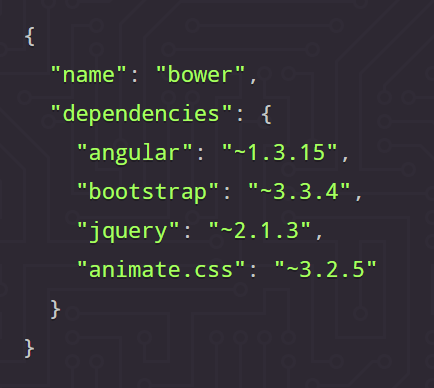 {
  "name": "bower",
  "dependencies": {
    "angular": "~1.3.15",
    "bootstrap": "~3.3.4",
    "jquery": "~2.1.3",
    "animate.css": "~3.2.5"
  }
}